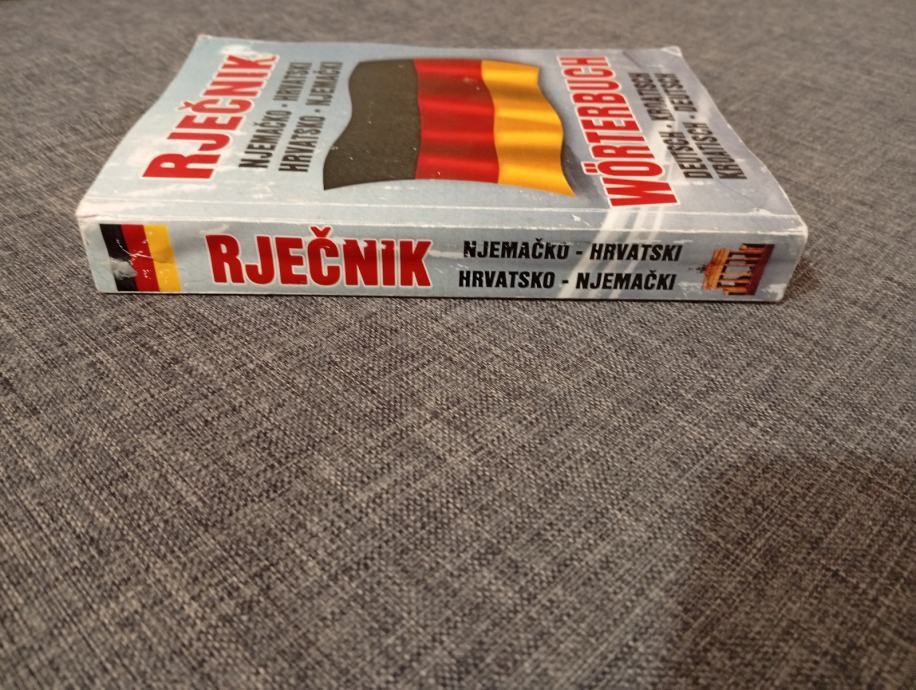 RJEČNIK
NJEMAČKO - HRVATSKI
HRVATSKO - NJEMAČKI
WÖRTERBUCH
DEUTSCH - KROATISCH
KROATISCH - DEUTSCH
RJEČNIK
NJEMAČKO - HRVATSKI
HRVATSKO - NJEMAČKI